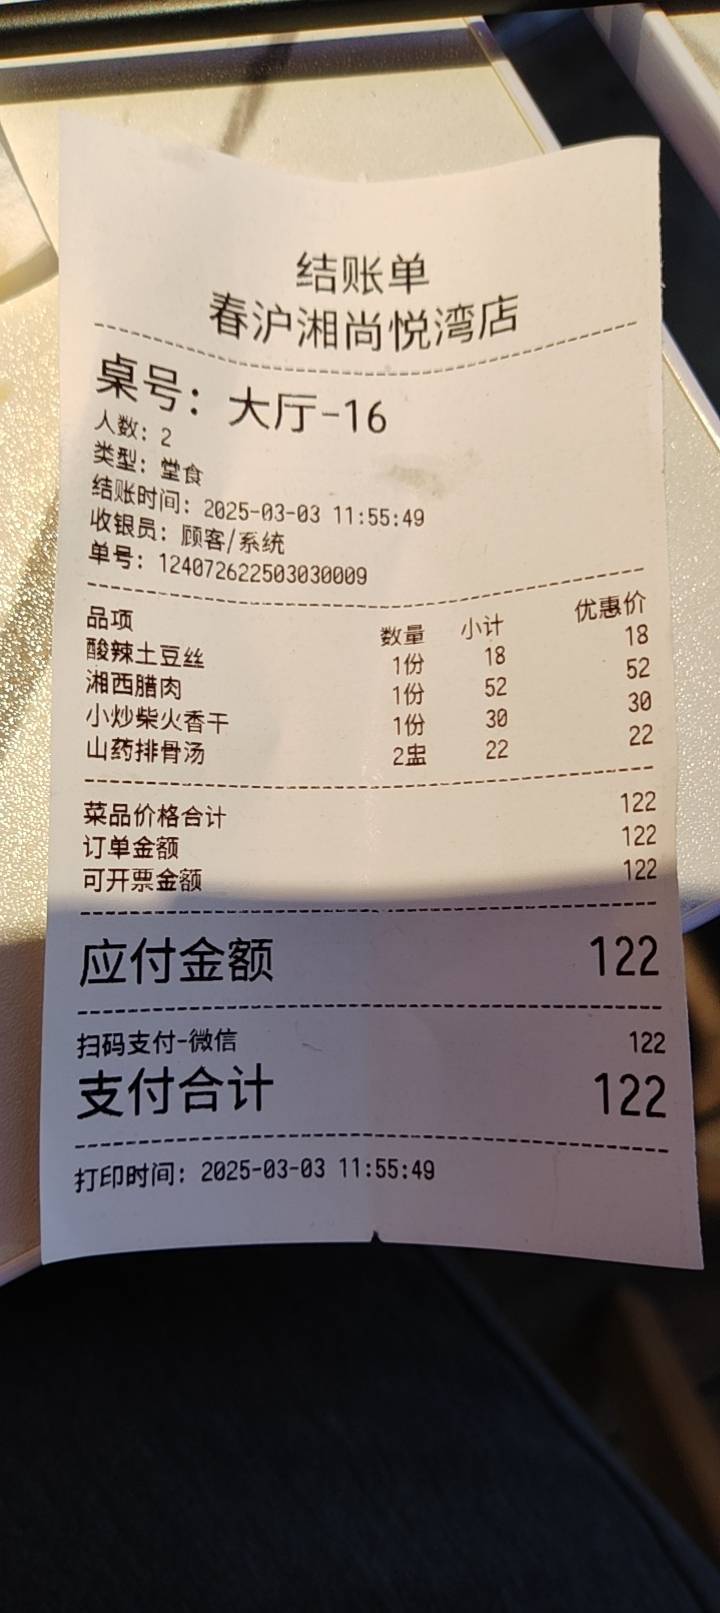 结账单
春沪湘尚悦湾店
桌号：大厅-16
人数：2
类型：堂食
结账时间：2025-03-03 11:55:49
收银员：顾客/系统
单号：124072622503030009
品项 数量 小计 优惠价
酸辣土豆丝 1份 18 18
湘西腊肉 1份 52 52
小炒柴火香干 1份 30 30
山药排骨汤 2盅 22 22
菜品价格合计 122
订单金额 122
可开票金额 122
应付金额 122
扫码支付-微信 122
支付合计 122
打印时间：2025-03-03 11:55:49